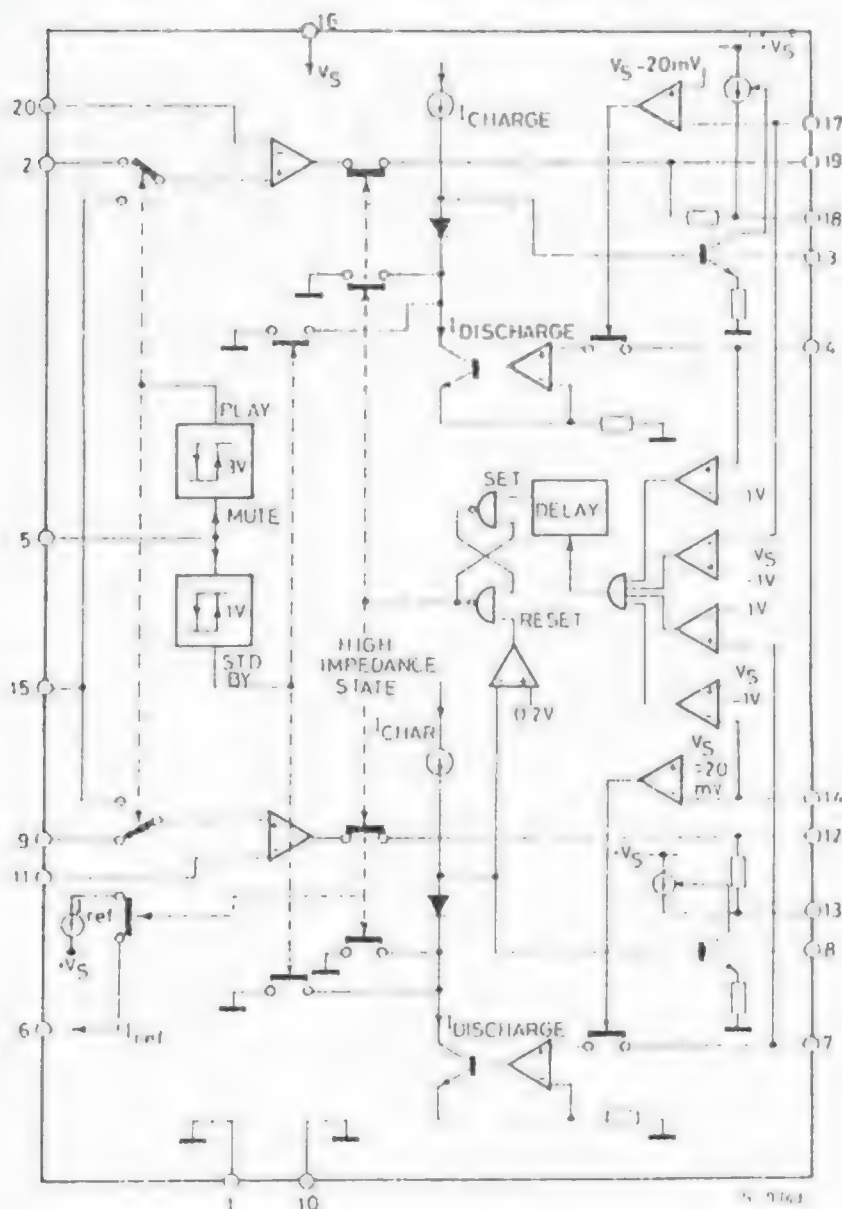 16
VS
VS -20mV
+VS
20
ICHARGE
17
2
19
18
3
IDISCHARGE
4
PLAY
3V
SET
DELAY
1V
MUTE
5
VS
-1V
1V
1V
RESET
HIGH
IMPEDANCE
STATE
STD
BY
15
0.2V
VS
-1V
ICHAR
VS
-20
mV
14
9
12
11
+VS
Iref
13
8
+VS
6
Iref
IDISCHARGE
7
1
10